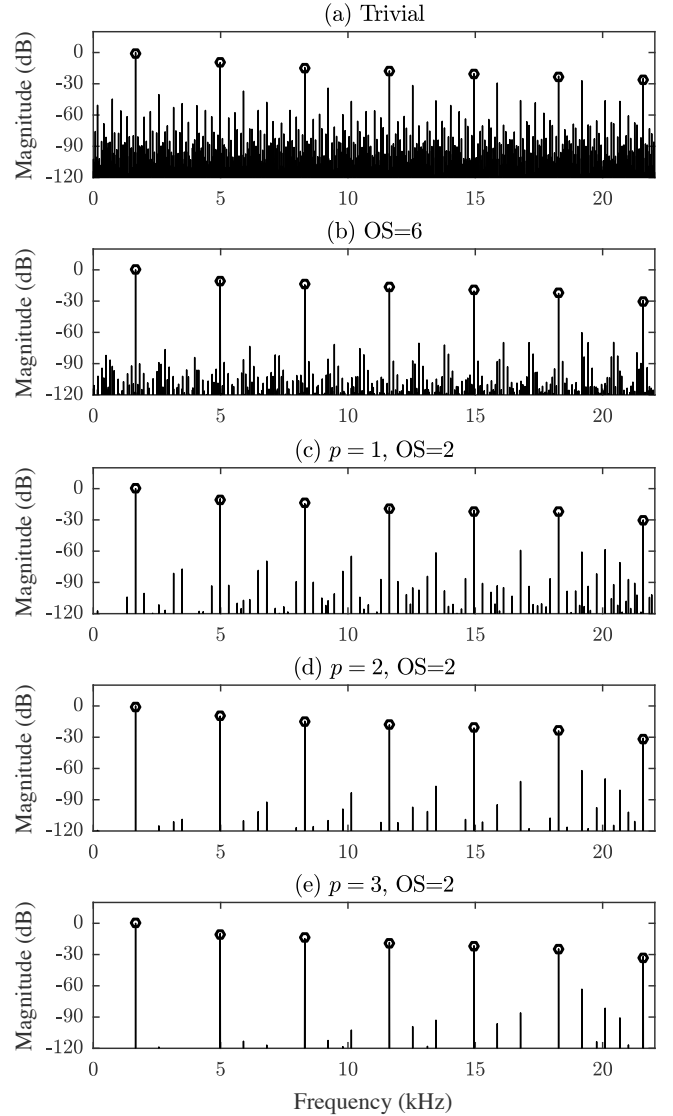 (a) Trivial
Magnitude (dB)
0
-30
-60
-90
-120
0 5 10 15 20
(b) OS=6
Magnitude (dB)
0
-30
-60
-90
-120
0 5 10 15 20
(c) p = 1, OS=2
Magnitude (dB)
0
-30
-60
-90
-120
0 5 10 15 20
(d) p = 2, OS=2
Magnitude (dB)
0
-30
-60
-90
-120
0 5 10 15 20
(e) p = 3, OS=2
Magnitude (dB)
0
-30
-60
-90
-120
0 5 10 15 20
Frequency (kHz)